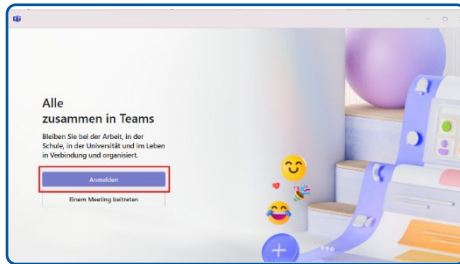 Alle
zusammen in Teams
Bleiben Sie bei der Arbeit, in der
Schule, in der Universität und im Leben
in Verbindung und organisiert.
Anmelden
Einem Meeting beitreten